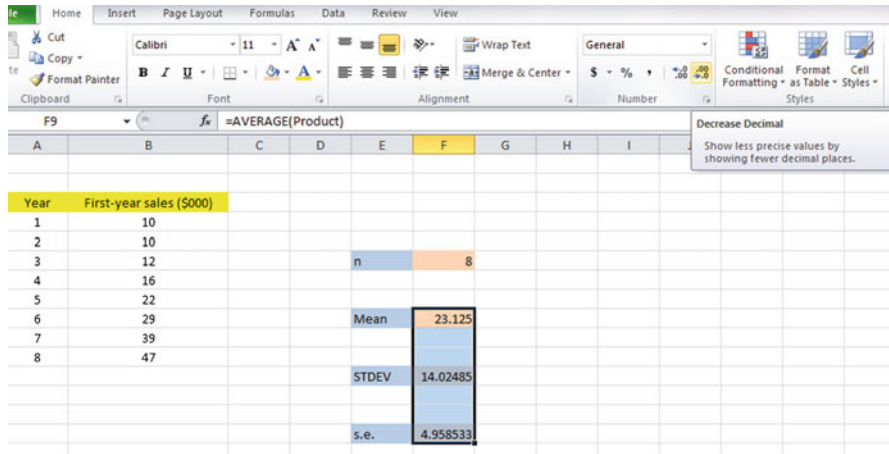 Home Insert Page Layout Formulas Data Review View
Cut
Copy
Format Painter
Clipboard
Calibri 11 A A
B I U A
Font
Wrap Text
Merge & Center
Alignment
General
$ % , .00 .00
Number
Conditional Formatting
Format as Table
Cell Styles
Styles
F9 fx =AVERAGE(Product)
Decrease Decimal
Show less precise values by
showing fewer decimal places.
A B C D E F G H I
Year First-year sales ($000)
1 10
2 10
3 12 n 8
4 16
5 22
6 29 Mean 23.125
7 39
8 47
STDEV 14.02485
s.e. 4.958533